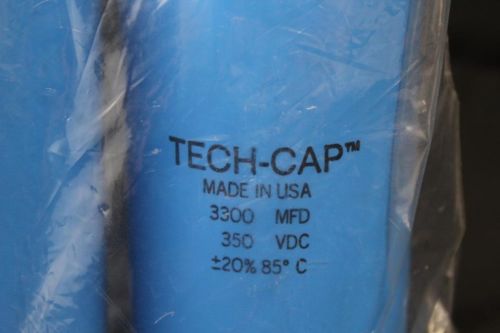 TECH-CAP™
MADE IN USA
3300 MFD
350 VDC
±20% 85° C